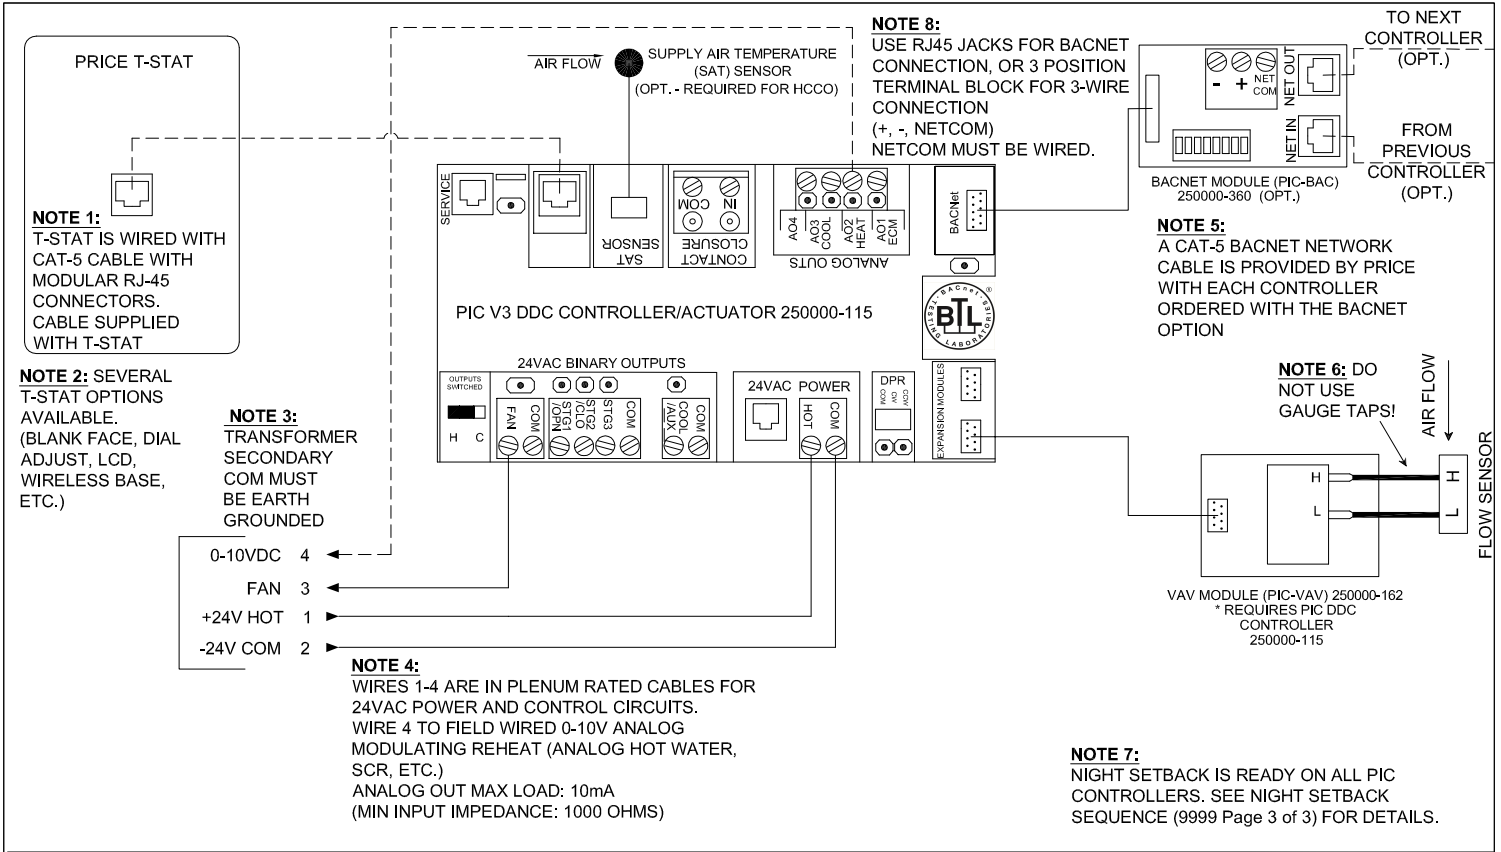 PRICE T-STAT
NOTE 1:
T-STAT IS WIRED WITH
CAT-5 CABLE WITH
MODULAR RJ-45
CONNECTORS.
CABLE SUPPLIED
WITH T-STAT
NOTE 2: SEVERAL
T-STAT OPTIONS
AVAILABLE.
(BLANK FACE, DIAL
ADJUST, LCD,
WIRELESS BASE,
ETC.)
NOTE 3:
TRANSFORMER
SECONDARY
COM MUST
BE EARTH
GROUNDED
0-10VDC 4
FAN 3
+24V HOT 1
-24V COM 2
AIR FLOW
SUPPLY AIR TEMPERATURE
(SAT) SENSOR
(OPT. - REQUIRED FOR HCCO)
NOTE 8:
USE RJ45 JACKS FOR BACNET
CONNECTION, OR 3 POSITION
TERMINAL BLOCK FOR 3-WIRE
CONNECTION
(+, -, NETCOM)
NETCOM MUST BE WIRED.
SERVICE
SAT
SENSOR
COM
IN
CONTACT
CLOSURE
AO4
AO3
COOL
AO2
HEAT
AO1
ECM
ANALOG OUTS
BACNet
PIC V3 DDC CONTROLLER/ACTUATOR 250000-115
BACnet
BTL
®
TESTING LABORATORIES
24VAC BINARY OUTPUTS
OUTPUTS
SWITCHED
H C
FAN
COM
STG1
/OPN
STG2
/CLO
STG3
COM
COOL
/AUX
COM
24VAC POWER
HOT
COM
DPR
COM
CW
CCW
EXPANSION MODULES
- +
NET
COM
NET OUT
NET IN
TO NEXT
CONTROLLER
(OPT.)
FROM
PREVIOUS
CONTROLLER
(OPT.)
BACNET MODULE (PIC-BAC)
250000-360 (OPT.)
NOTE 5:
A CAT-5 BACNET NETWORK
CABLE IS PROVIDED BY PRICE
WITH EACH CONTROLLER
ORDERED WITH THE BACNET
OPTION
NOTE 6: DO
NOT USE
GAUGE TAPS!
AIR FLOW
H
L
H
L
FLOW SENSOR
VAV MODULE (PIC-VAV) 250000-162
* REQUIRES PIC DDC
CONTROLLER
250000-115
NOTE 4:
WIRES 1-4 ARE IN PLENUM RATED CABLES FOR
24VAC POWER AND CONTROL CIRCUITS.
WIRE 4 TO FIELD WIRED 0-10V ANALOG
MODULATING REHEAT (ANALOG HOT WATER,
SCR, ETC.)
ANALOG OUT MAX LOAD: 10mA
(MIN INPUT IMPEDANCE: 1000 OHMS)
NOTE 7:
NIGHT SETBACK IS READY ON ALL PIC
CONTROLLERS. SEE NIGHT SETBACK
SEQUENCE (9999 Page 3 of 3) FOR DETAILS.